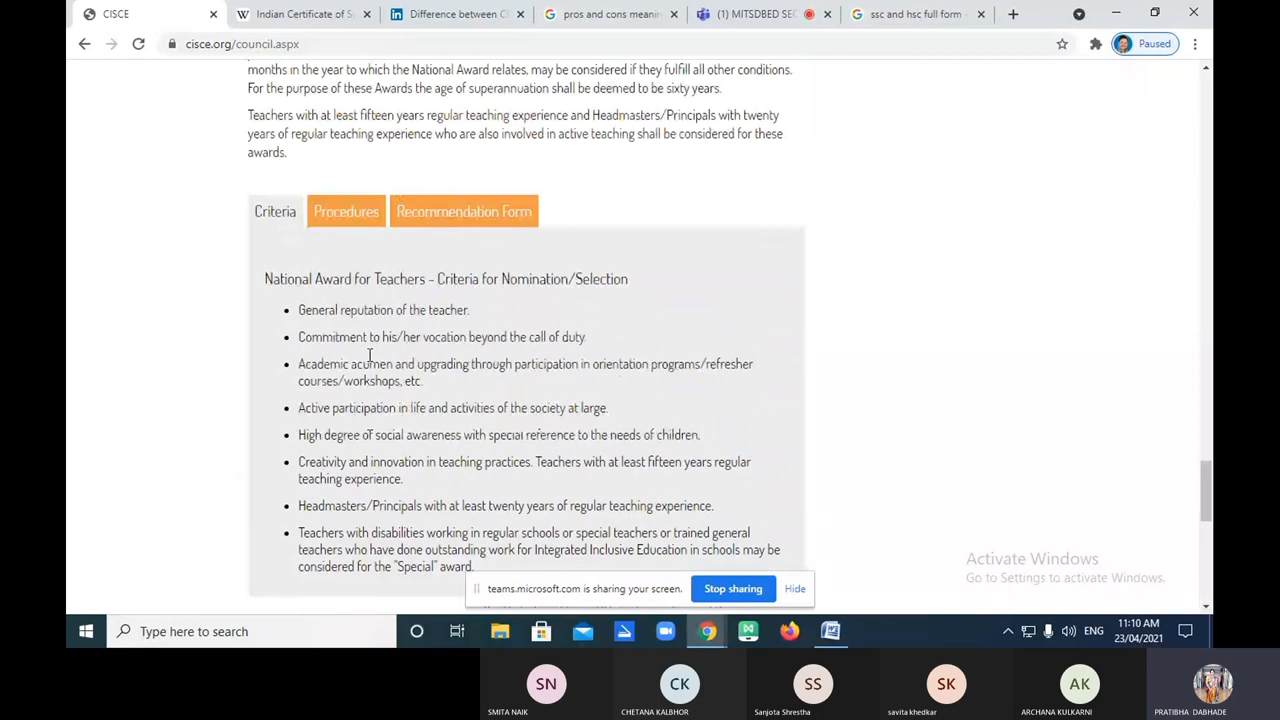 CISCE
Indian Certificate of S
Difference between C
pros and cons meanin
(1) MITSDBED SEC
ssc and hsc full form
cisce.org/council.aspx
Paused
months in the year to which the National Award relates, may be considered if they fulfill all other conditions.
For the purpose of these Awards the age of superannuation shall be deemed to be sixty years.
Teachers with at least fifteen years regular teaching experience and Headmasters/Principals with twenty
years of regular teaching experience who are also involved in active teaching shall be considered for these
awards.
Criteria
Procedures
Recommendation Form
National Award for Teachers – Criteria for Nomination/Selection
General reputation of the teacher.
Commitment to his/her vocation beyond the call of duty.
Academic acumen and upgrading through participation in orientation programs/refresher
courses/workshops, etc.
Active participation in life and activities of the society at large.
High degree of social awareness with special reference to the needs of children.
Creativity and innovation in teaching practices. Teachers with at least fifteen years regular
teaching experience.
Headmasters/Principals with at least twenty years of regular teaching experience.
Teachers with disabilities working in regular schools or special teachers or trained general
teachers who have done outstanding work for Integrated Inclusive Education in schools may be
considered for the "Special" award.
Activate Windows
Go to Settings to activate Windows.
teams.microsoft.com is sharing your screen.
Stop sharing
Hide
Type here to search
ENG
11:10 AM
23/04/2021
SN
CK
SS
SK
AK
SMITA NAIK
CHETANA KALBHOR
Sanjota Shrestha
savita khedkar
ARCHANA KULKARNI
PRATIBHA DABHADE